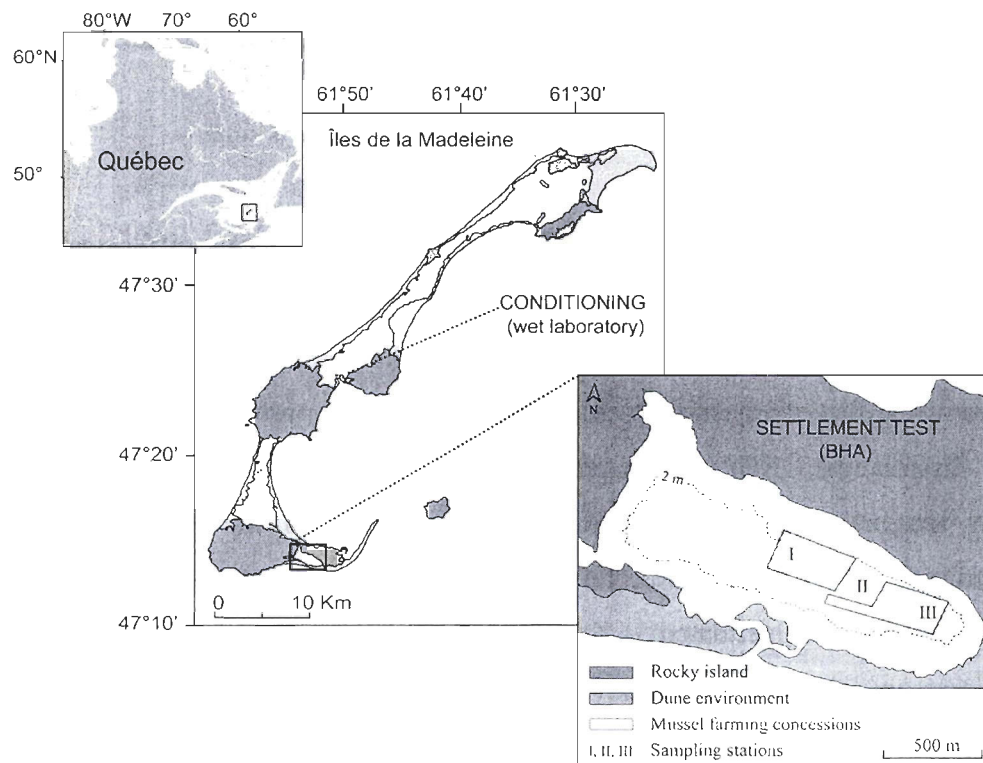 80°W 70° 60°
60°N
50°
Québec
61°50' 61°40' 61°30'
Îles de la Madeleine
47°30'
47°20'
47°10'
CONDITIONING
(wet laboratory)
0 10 Km
N
SETTLEMENT TEST
(BHA)
2 m
I
II
III
Rocky island
Dune environment
Mussel farming concessions
I, II, III Sampling stations
500 m